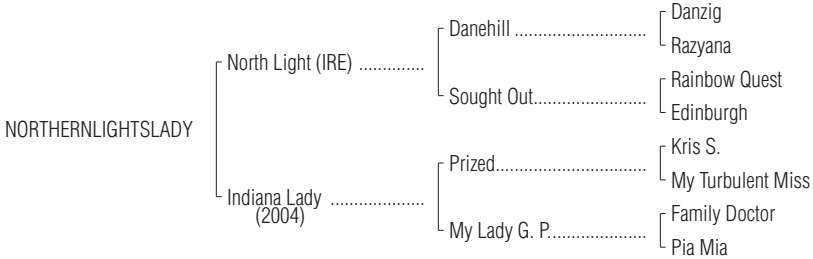 Danzig
Danehill ..............................
Razyana
North Light (IRE) ...............
Rainbow Quest
Sought Out..........................
Edinburgh
NORTHERNLIGHTSLADY
Kris S.
Prized...................................
My Turbulent Miss
Indiana Lady .....................
(2004)
Family Doctor
My Lady G. P......................
Pia Mia